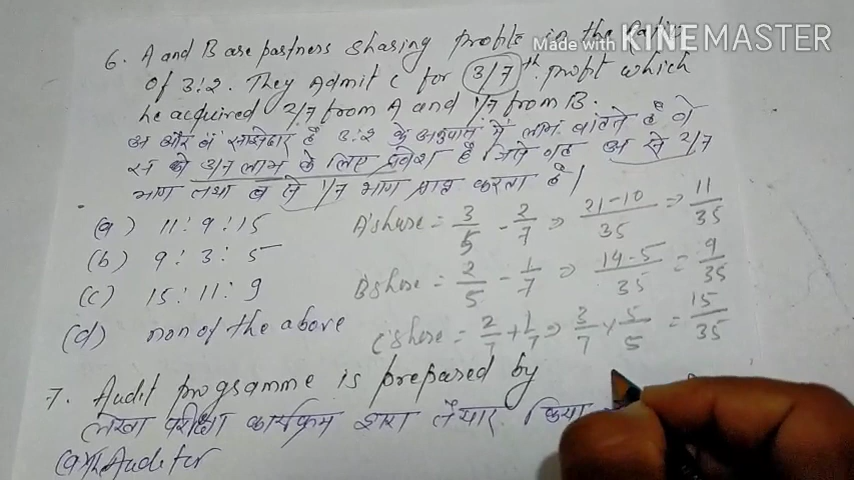 Made with KINEMASTER
6. A and B are partners sharing profits in the Ratio
of 3:2. They Admit C for 3/7th profit which
he acquired 2/7 from A and 1/7 from B.
अ और ब साझेदार है 3:2 के अनुपात में लाभ बांटते है वे
स को 3/7 लाभ के लिए प्रवेश है जिसे वह अ से 2/7
भाग तथा ब से 1/7 भाग प्राप्त करता है।
(a) 11:9:15
A's share = 3/5 - 2/7 ⇒ 21-10/35 ⇒ 11/35
(b) 9:3:5
B's share = 2/5 - 1/7 ⇒ 14-5/35 = 9/35
(c) 15:11:9
(d) non of the above
C's share = 2/7 + 1/7 ⇒ 3/7 × 5/5 = 15/35
7. Audit programme is prepared by
लेखा परीक्षा कार्यक्रम द्वारा तैयार किया
(a) Auditor